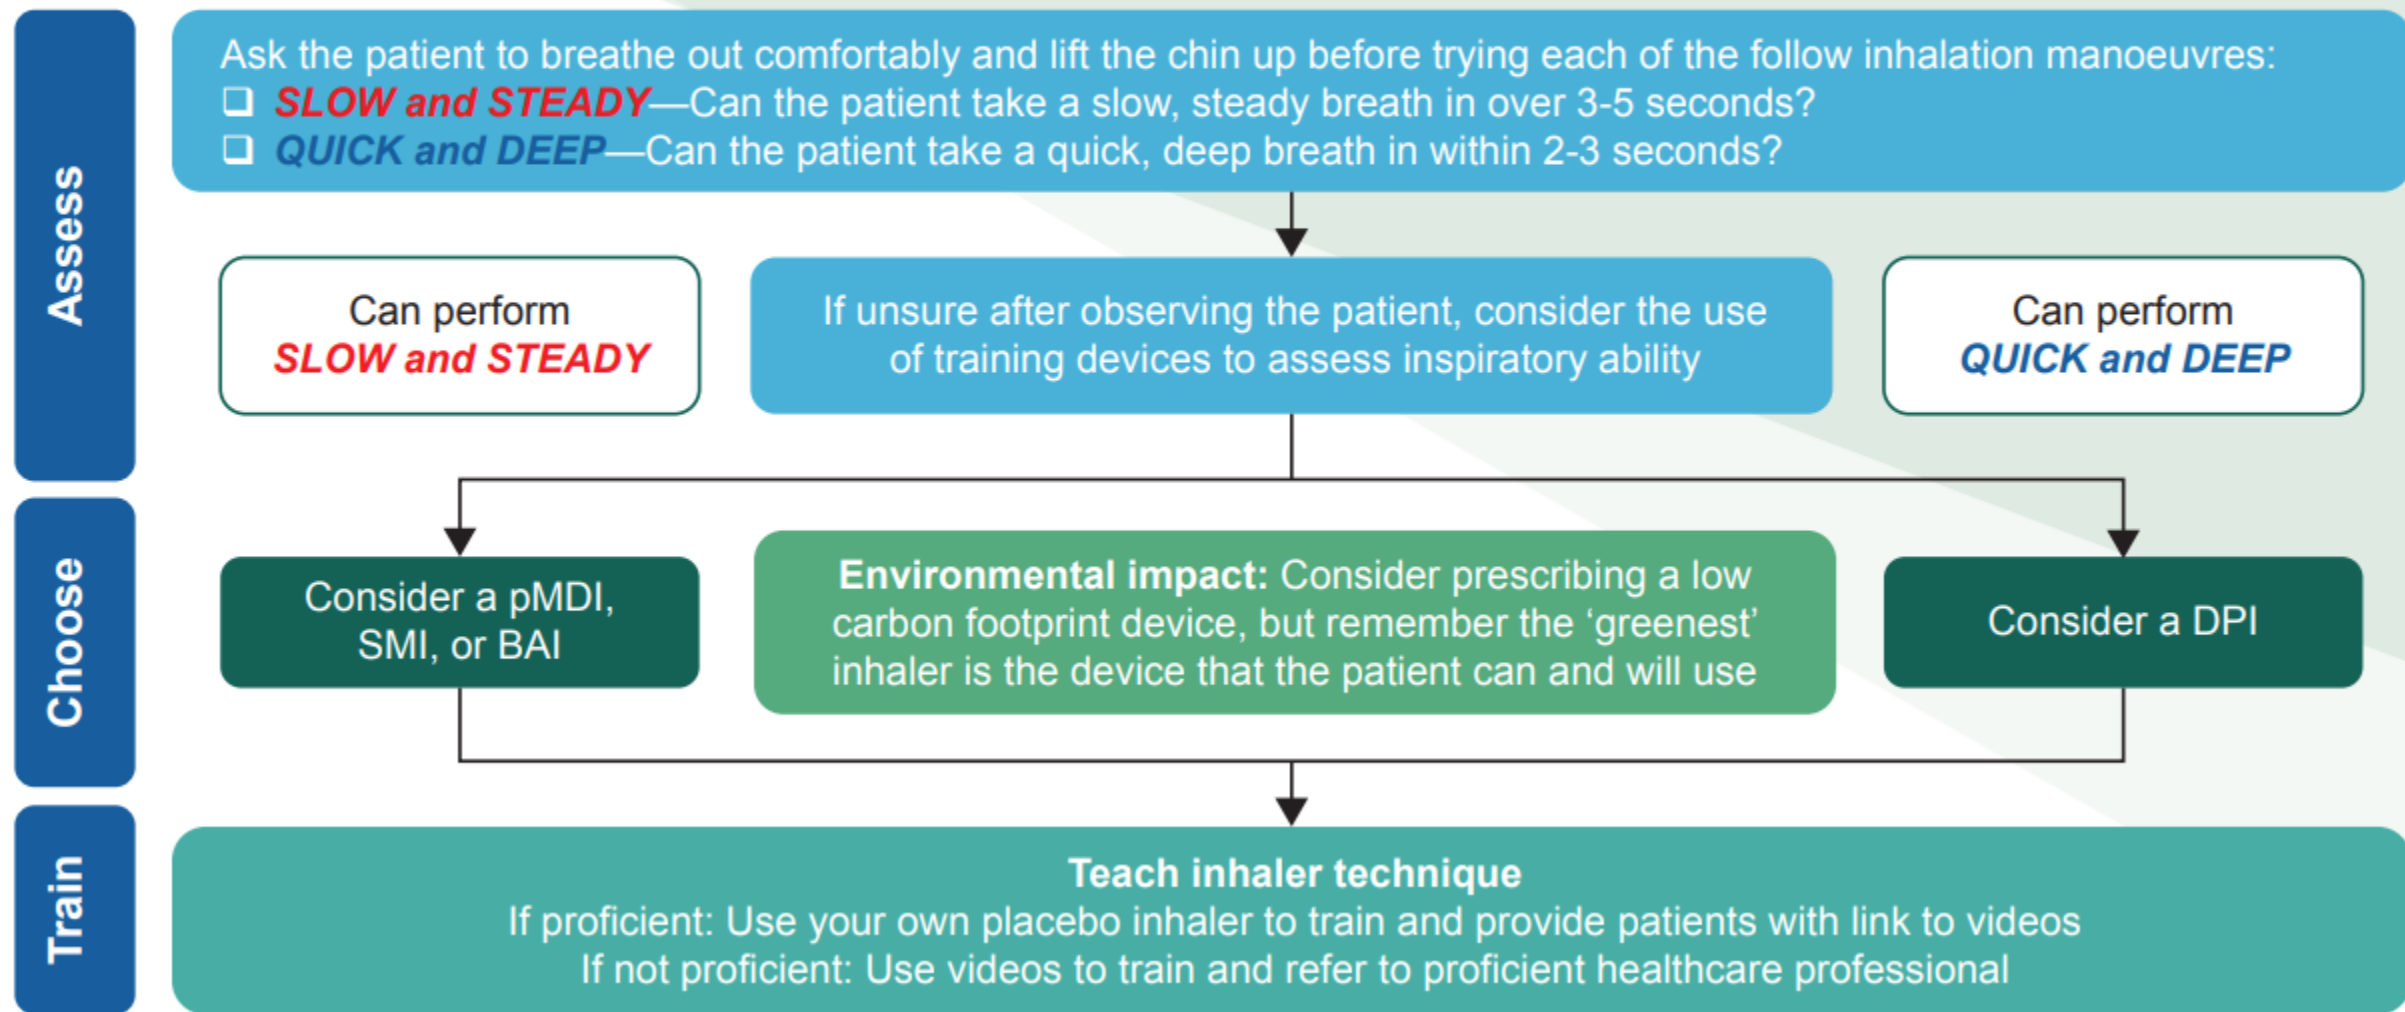 Assess
Ask the patient to breathe out comfortably and lift the chin up before trying each of the follow inhalation manoeuvres:
❑ SLOW and STEADY—Can the patient take a slow, steady breath in over 3-5 seconds?
❑ QUICK and DEEP—Can the patient take a quick, deep breath in within 2-3 seconds?
Can perform
SLOW and STEADY
If unsure after observing the patient, consider the use
of training devices to assess inspiratory ability
Can perform
QUICK and DEEP
Choose
Consider a pMDI,
SMI, or BAI
Environmental impact: Consider prescribing a low
carbon footprint device, but remember the ‘greenest’
inhaler is the device that the patient can and will use
Consider a DPI
Train
Teach inhaler technique
If proficient: Use your own placebo inhaler to train and provide patients with link to videos
If not proficient: Use videos to train and refer to proficient healthcare professional